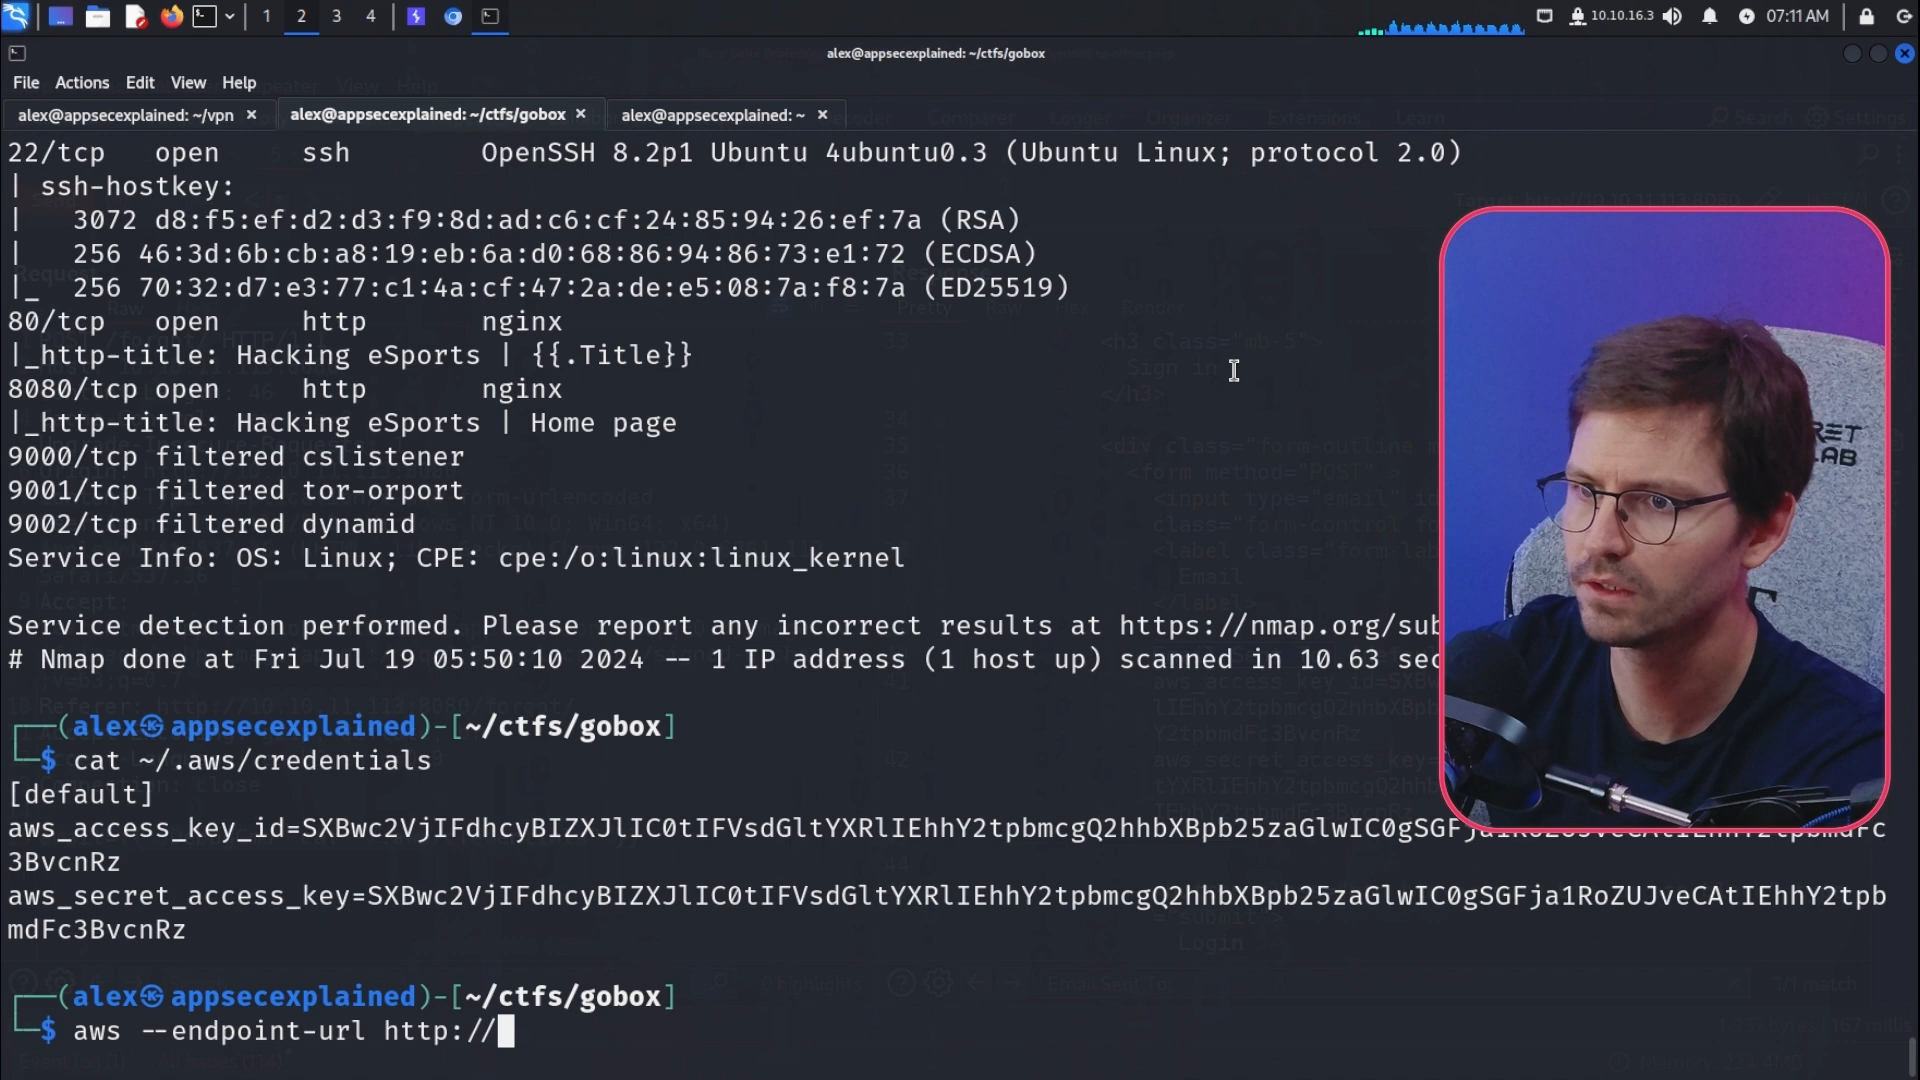 1 2 3 4 10.10.16.3 07:11 AM
alex@appsecexplained: ~/ctfs/gobox
File Actions Edit View Help
alex@appsecexplained: ~/vpn × alex@appsecexplained: ~/ctfs/gobox × alex@appsecexplained: ~ ×
22/tcp open ssh OpenSSH 8.2p1 Ubuntu 4ubuntu0.3 (Ubuntu Linux; protocol 2.0)
| ssh-hostkey:
| 3072 d8:f5:ef:d2:d3:f9:8d:ad:c6:cf:24:85:94:26:ef:7a (RSA)
| 256 46:3d:6b:cb:a8:19:eb:6a:d0:68:86:94:86:73:e1:72 (ECDSA)
|_ 256 70:32:d7:e3:77:c1:4a:cf:47:2a:de:e5:08:7a:f8:7a (ED25519)
80/tcp open http nginx
|_http-title: Hacking eSports | {{.Title}}
8080/tcp open http nginx
|_http-title: Hacking eSports | Home page
9000/tcp filtered cslistener
9001/tcp filtered tor-orport
9002/tcp filtered dynamid
Service Info: OS: Linux; CPE: cpe:/o:linux:linux_kernel
Service detection performed. Please report any incorrect results at https://nmap.org/sub
# Nmap done at Fri Jul 19 05:50:10 2024 -- 1 IP address (1 host up) scanned in 10.63 sec
┌──(alex㉿appsecexplained)-[~/ctfs/gobox]
└─$ cat ~/.aws/credentials
[default]
aws_access_key_id=SXBwc2VjIFdhcyBIZXJlIC0tIFVsdGltYXRlIEhhY2tpbmcgQ2hhbXBpb25zaGlwIC0gSGFja1RoZUJveCAtIEhhY2tpbmdFc
3BvcnRz
aws_secret_access_key=SXBwc2VjIFdhcyBIZXJlIC0tIFVsdGltYXRlIEhhY2tpbmcgQ2hhbXBpb25zaGlwIC0gSGFja1RoZUJveCAtIEhhY2tpb
mdFc3BvcnRz
┌──(alex㉿appsecexplained)-[~/ctfs/gobox]
└─$ aws --endpoint-url http://